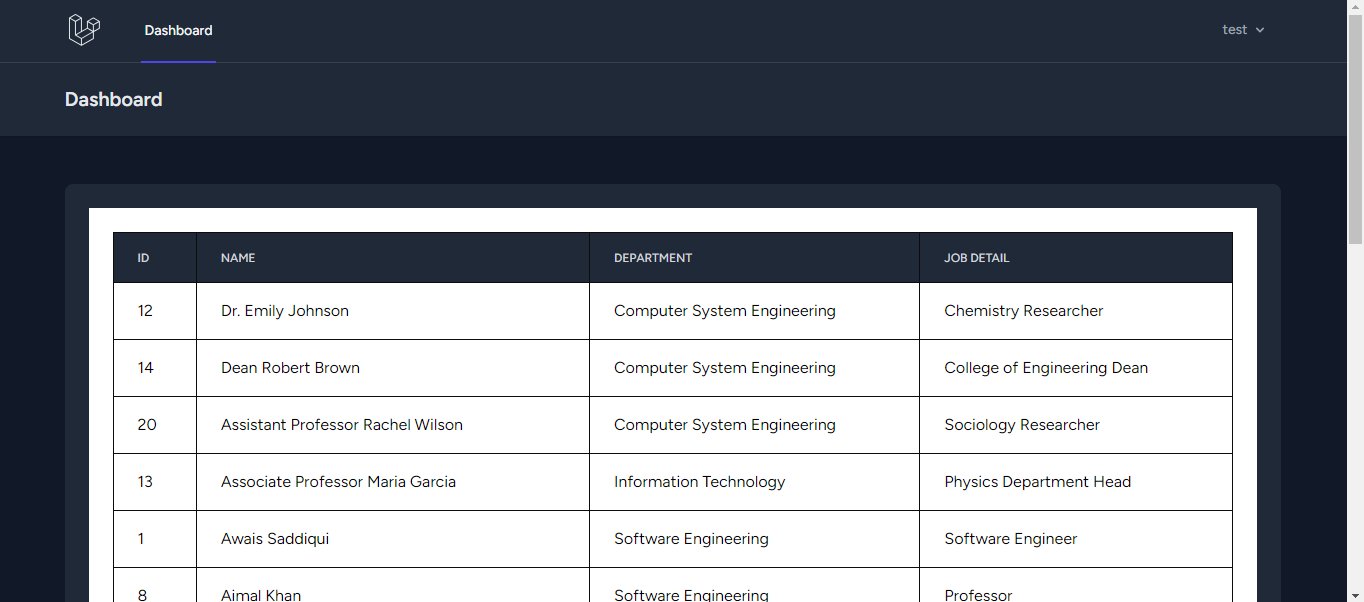 Dashboard test
Dashboard
ID NAME DEPARTMENT JOB DETAIL
12 Dr. Emily Johnson Computer System Engineering Chemistry Researcher
14 Dean Robert Brown Computer System Engineering College of Engineering Dean
20 Assistant Professor Rachel Wilson Computer System Engineering Sociology Researcher
13 Associate Professor Maria Garcia Information Technology Physics Department Head
1 Awais Saddiqui Software Engineering Software Engineer
8 Aimal Khan Software Engineering Professor